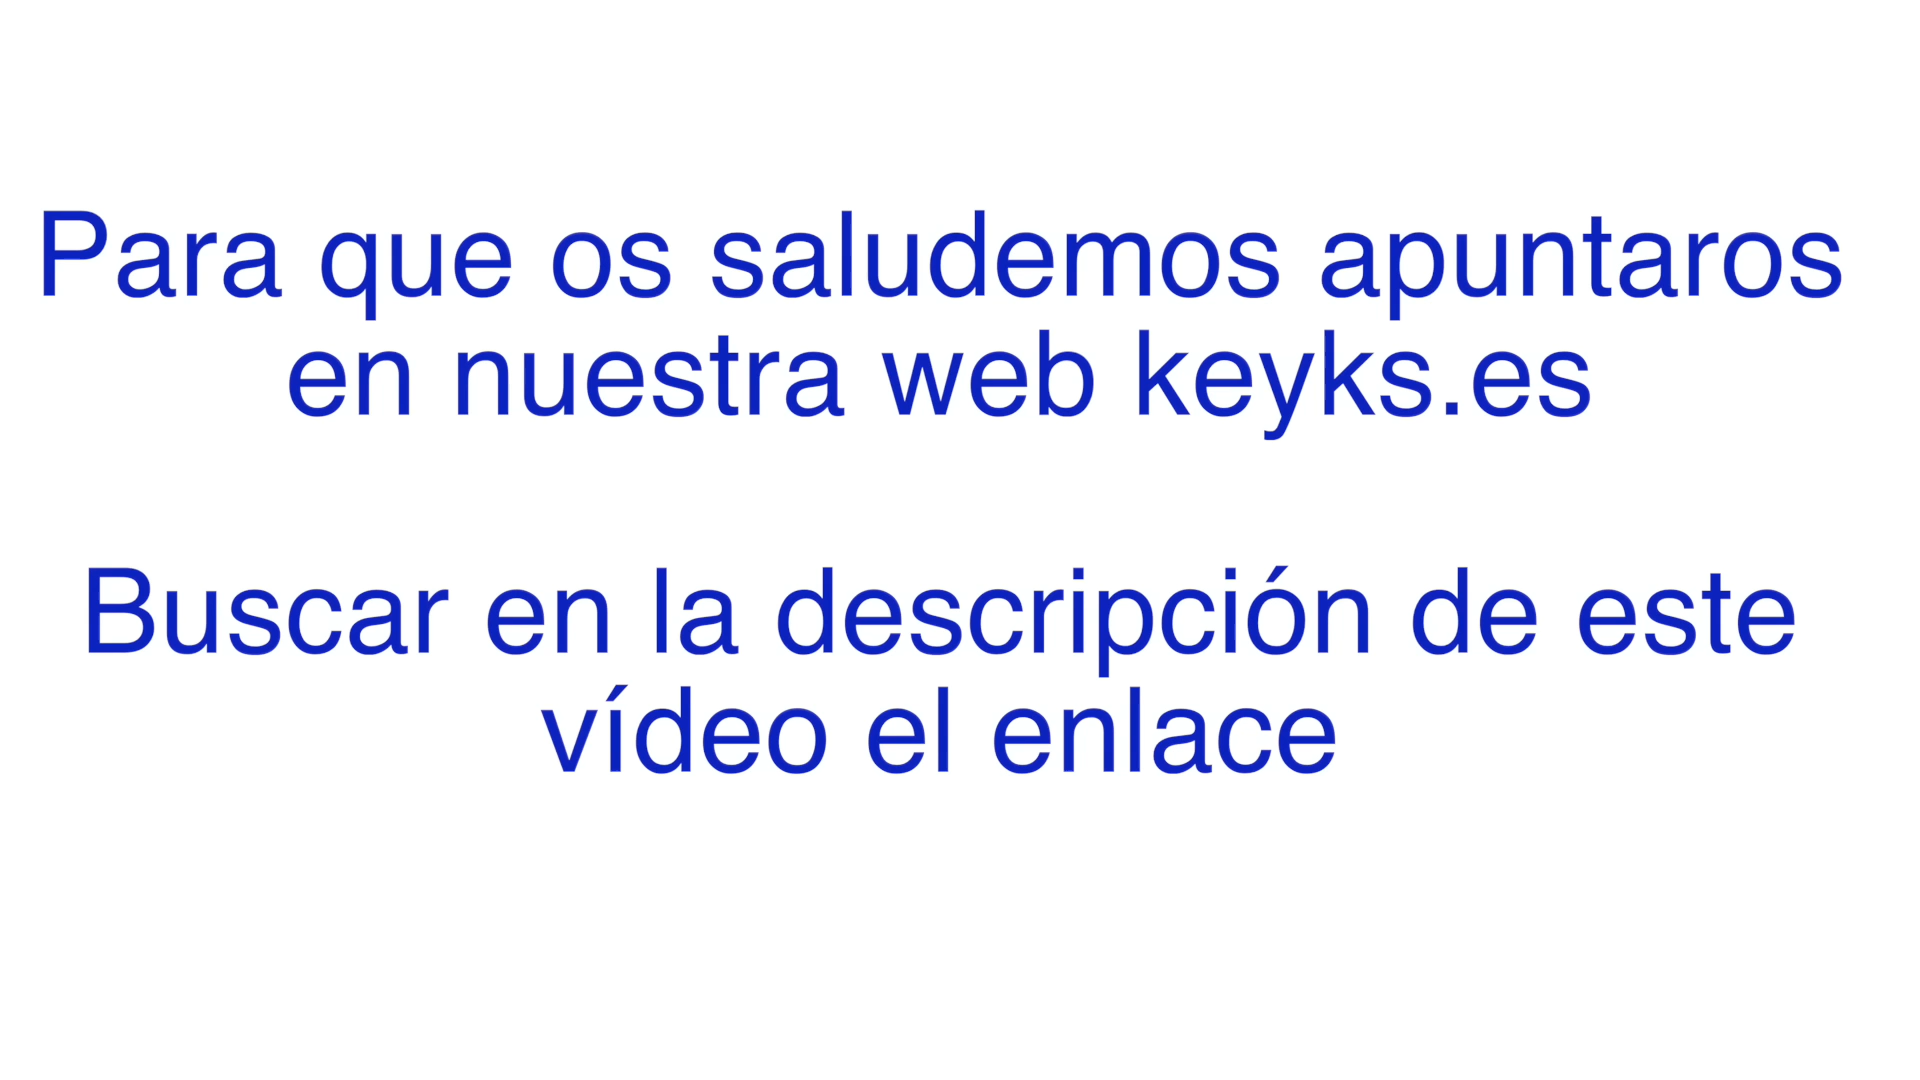 Para que os saludemos apuntaros
en nuestra web keyks.es
Buscar en la descripción de este
vídeo el enlace